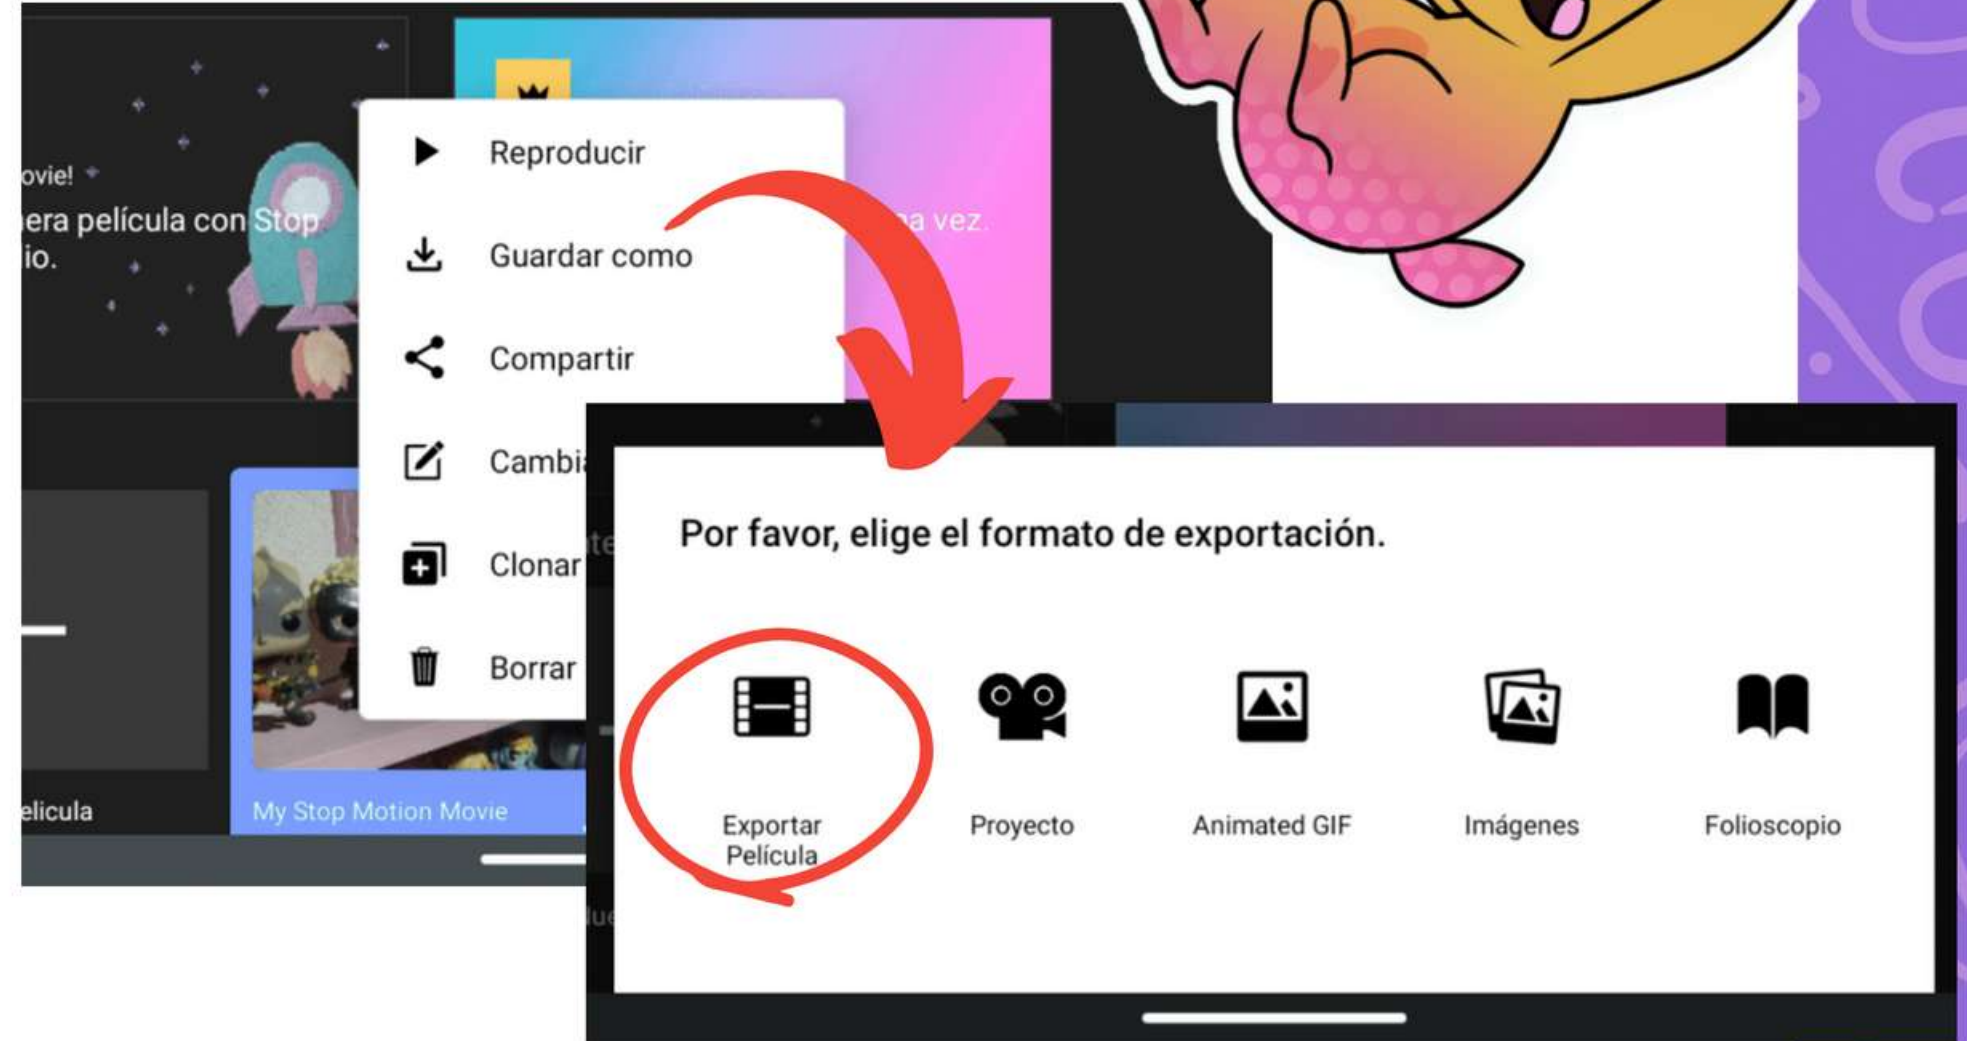 ovie!
era película con Stop
io.
a vez.
Reproducir
Guardar como
Compartir
Cambia
Clonar
Borrar
elicula
My Stop Motion Movie
Por favor, elige el formato de exportación.
Exportar
Película
Proyecto
Animated GIF
Imágenes
Folioscopio